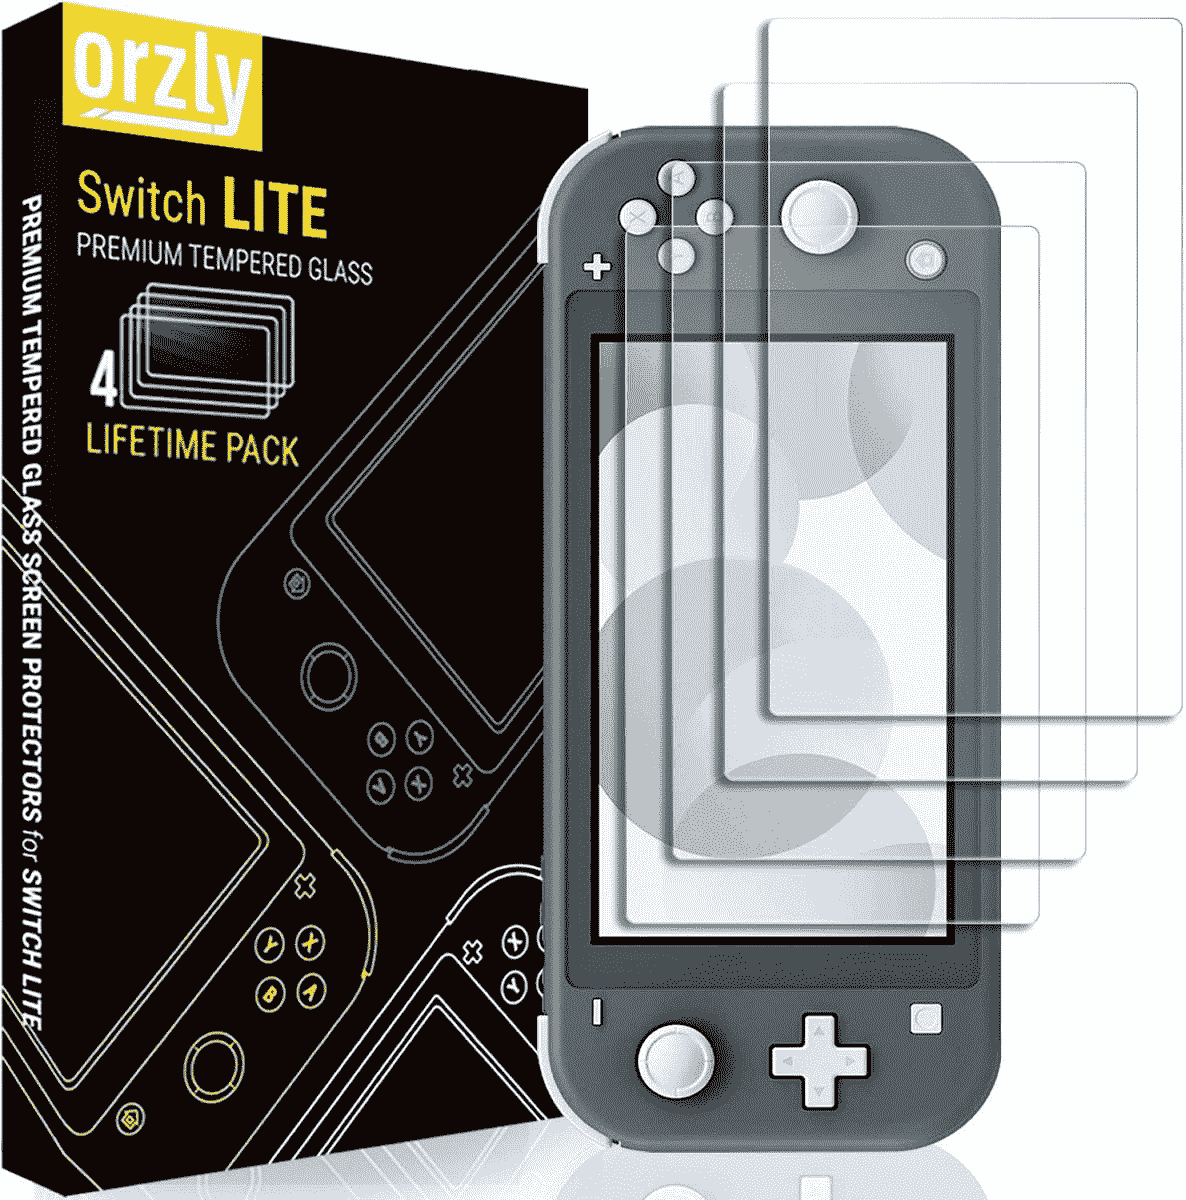 orzly
Switch LITE
PREMIUM TEMPERED GLASS
4
LIFETIME PACK
PREMIUM TEMPERED GLASS SCREEN PROTECTORS for SWITCH LITE
A
X
B
Y
B
Y
Y
X
Y
X
B
A
X
Y